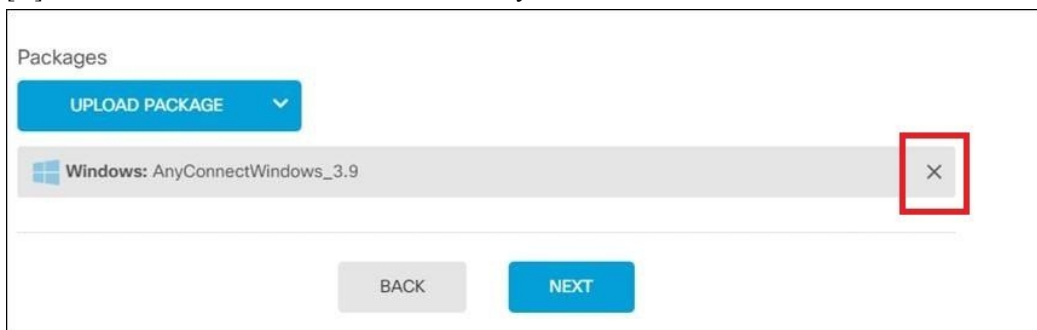 Packages
UPLOAD PACKAGE
Windows: AnyConnectWindows_3.9
BACK NEXT